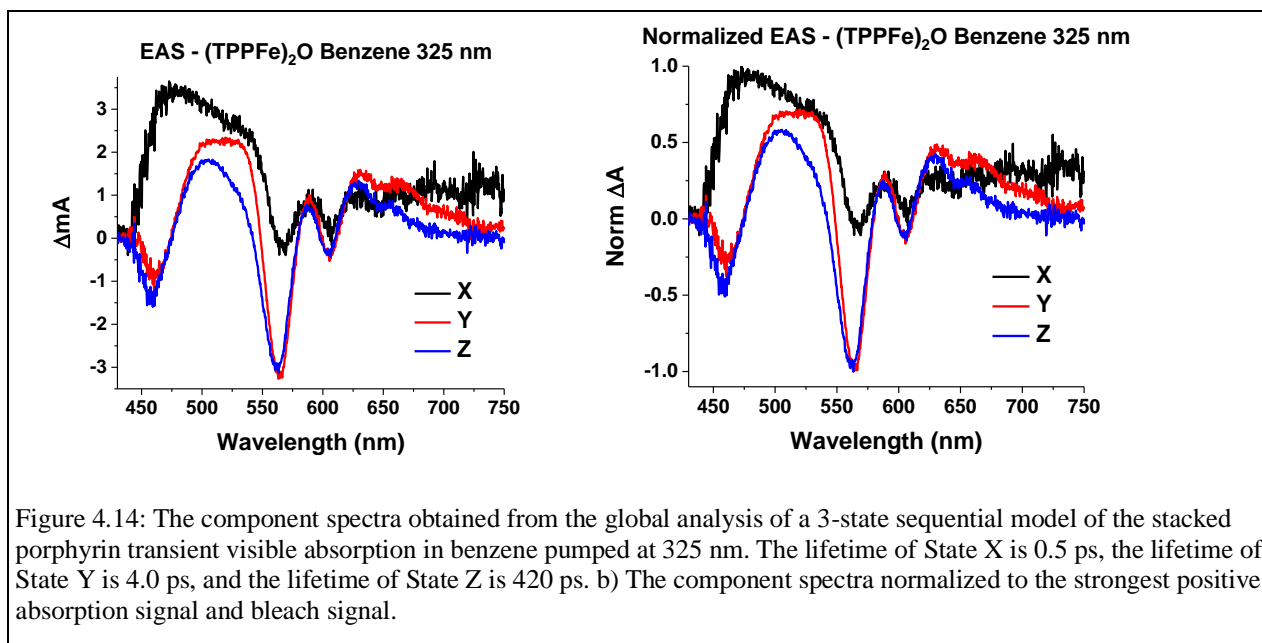 EAS - (TPPFe)₂O Benzene 325 nm
ΔmA
3
2
1
0
-1
-2
-3
X
Y
Z
450 500 550 600 650 700 750
Wavelength (nm)
Normalized EAS - (TPPFe)₂O Benzene 325 nm
Norm ΔA
1.0
0.5
0.0
-0.5
-1.0
X
Y
Z
450 500 550 600 650 700 750
Wavelength (nm)
Figure 4.14: The component spectra obtained from the global analysis of a 3-state sequential model of the stacked
porphyrin transient visible absorption in benzene pumped at 325 nm. The lifetime of State X is 0.5 ps, the lifetime of
State Y is 4.0 ps, and the lifetime of State Z is 420 ps. b) The component spectra normalized to the strongest positive
absorption signal and bleach signal.